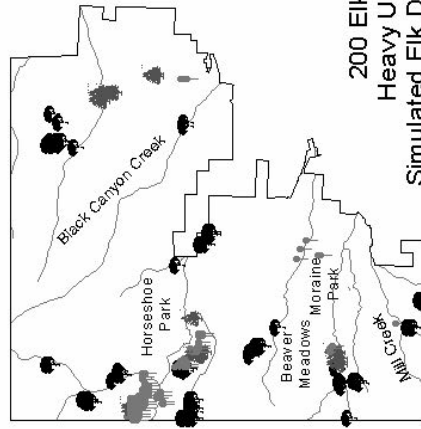 200 Elk
Heavy U
Simulated Elk D
Black Canyon Creek
Horseshoe
Park
Beaver
Meadows
Moraine
Park
Mill Creek